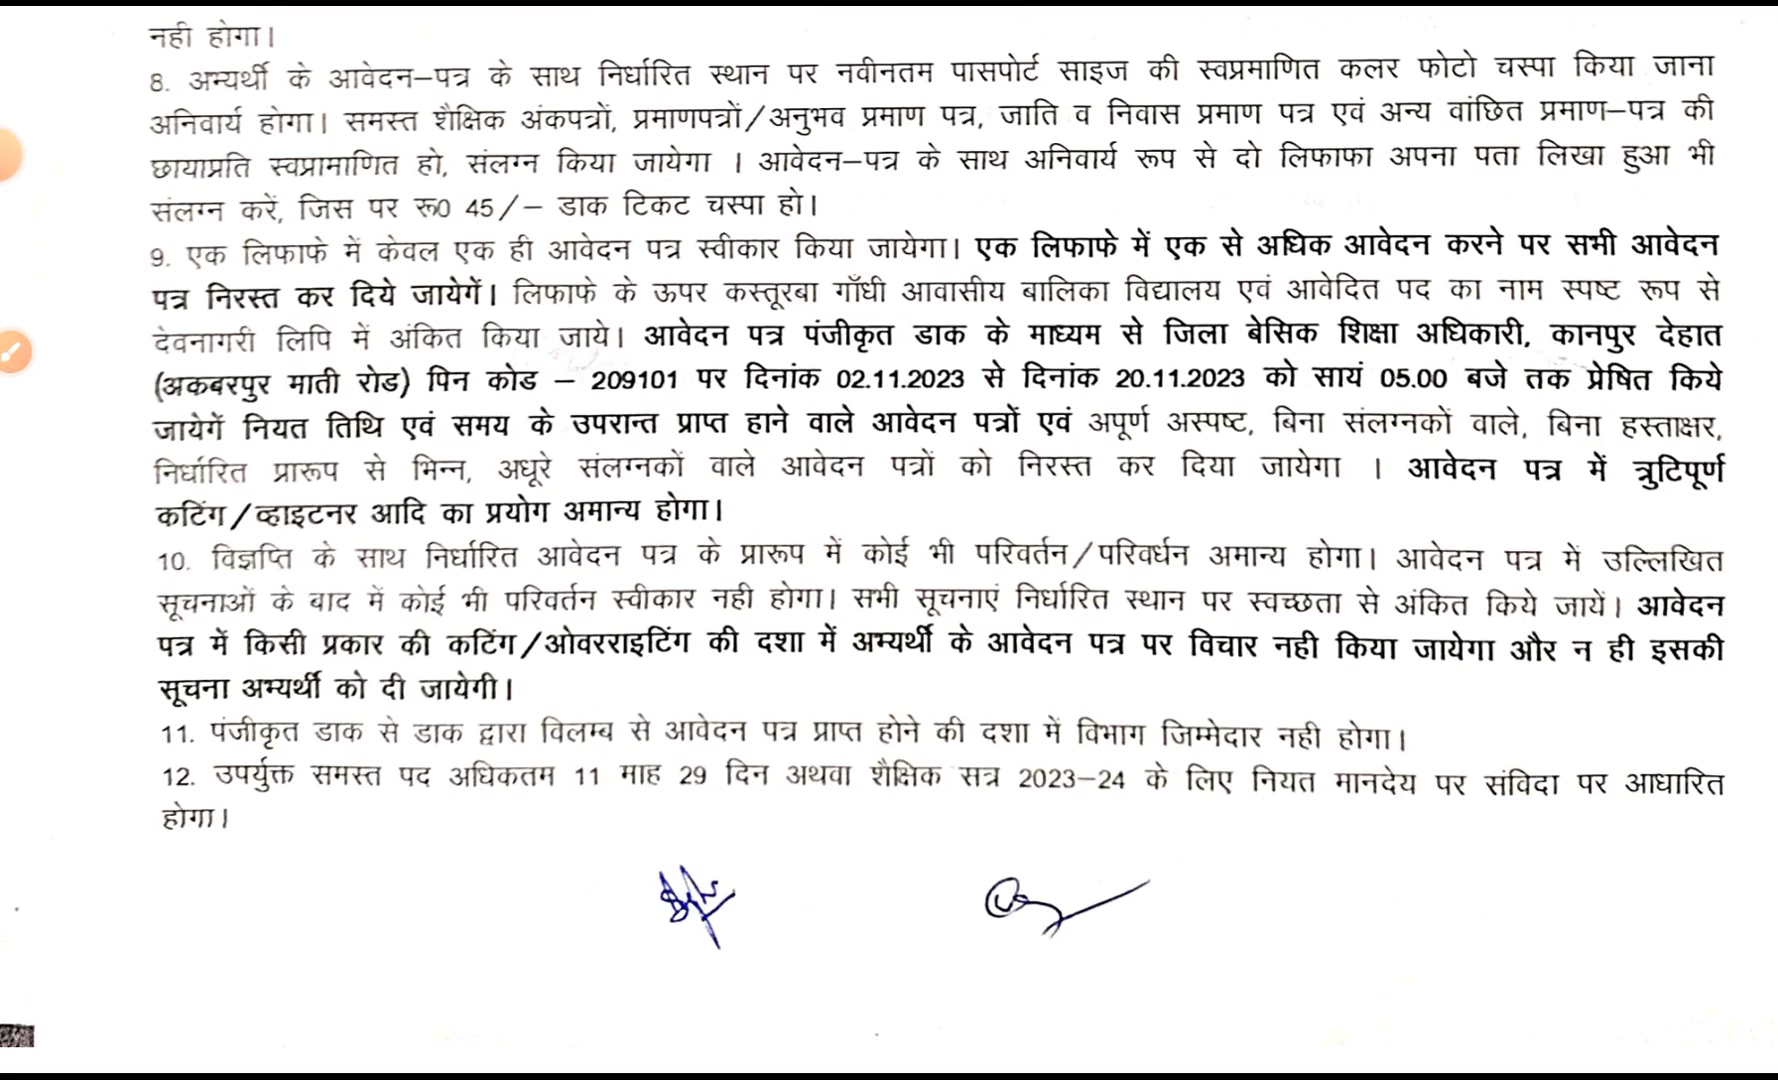 नही होगा।
8. अभ्यर्थी के आवेदन–पत्र के साथ निर्धारित स्थान पर नवीनतम पासपोर्ट साइज की स्वप्रमाणित कलर फोटो चस्पा किया जाना
अनिवार्य होगा। समस्त शैक्षिक अंकपत्रों, प्रमाणपत्रों/अनुभव प्रमाण पत्र, जाति व निवास प्रमाण पत्र एवं अन्य वांछित प्रमाण–पत्र की
छायाप्रति स्वप्रामाणित हो, संलग्न किया जायेगा । आवेदन–पत्र के साथ अनिवार्य रूप से दो लिफाफा अपना पता लिखा हुआ भी
संलग्न करें, जिस पर रू0 45/– डाक टिकट चस्पा हो।
9. एक लिफाफे में केवल एक ही आवेदन पत्र स्वीकार किया जायेगा। एक लिफाफे में एक से अधिक आवेदन करने पर सभी आवेदन
पत्र निरस्त कर दिये जायेगें। लिफाफे के ऊपर कस्तूरबा गाँधी आवासीय बालिका विद्यालय एवं आवेदित पद का नाम स्पष्ट रूप से
देवनागरी लिपि में अंकित किया जाये। आवेदन पत्र पंजीकृत डाक के माध्यम से जिला बेसिक शिक्षा अधिकारी, कानपुर देहात
(अकबरपुर माती रोड) पिन कोड – 209101 पर दिनांक 02.11.2023 से दिनांक 20.11.2023 को सायं 05.00 बजे तक प्रेषित किये
जायेगें नियत तिथि एवं समय के उपरान्त प्राप्त हाने वाले आवेदन पत्रों एवं अपूर्ण अस्पष्ट, बिना संलग्नकों वाले, बिना हस्ताक्षर,
निर्धारित प्रारूप से भिन्न, अधूरे संलग्नकों वाले आवेदन पत्रों को निरस्त कर दिया जायेगा । आवेदन पत्र में त्रुटिपूर्ण
कटिंग/व्हाइटनर आदि का प्रयोग अमान्य होगा।
10. विज्ञप्ति के साथ निर्धारित आवेदन पत्र के प्रारूप में कोई भी परिवर्तन/परिवर्धन अमान्य होगा। आवेदन पत्र में उल्लिखित
सूचनाओं के बाद में कोई भी परिवर्तन स्वीकार नही होगा। सभी सूचनाएं निर्धारित स्थान पर स्वच्छता से अंकित किये जायें। आवेदन
पत्र में किसी प्रकार की कटिंग/ओवरराइटिंग की दशा में अभ्यर्थी के आवेदन पत्र पर विचार नही किया जायेगा और न ही इसकी
सूचना अभ्यर्थी को दी जायेगी।
11. पंजीकृत डाक से डाक द्वारा विलम्ब से आवेदन पत्र प्राप्त होने की दशा में विभाग जिम्मेदार नही होगा।
12. उपर्युक्त समस्त पद अधिकतम 11 माह 29 दिन अथवा शैक्षिक सत्र 2023–24 के लिए नियत मानदेय पर संविदा पर आधारित
होगा।